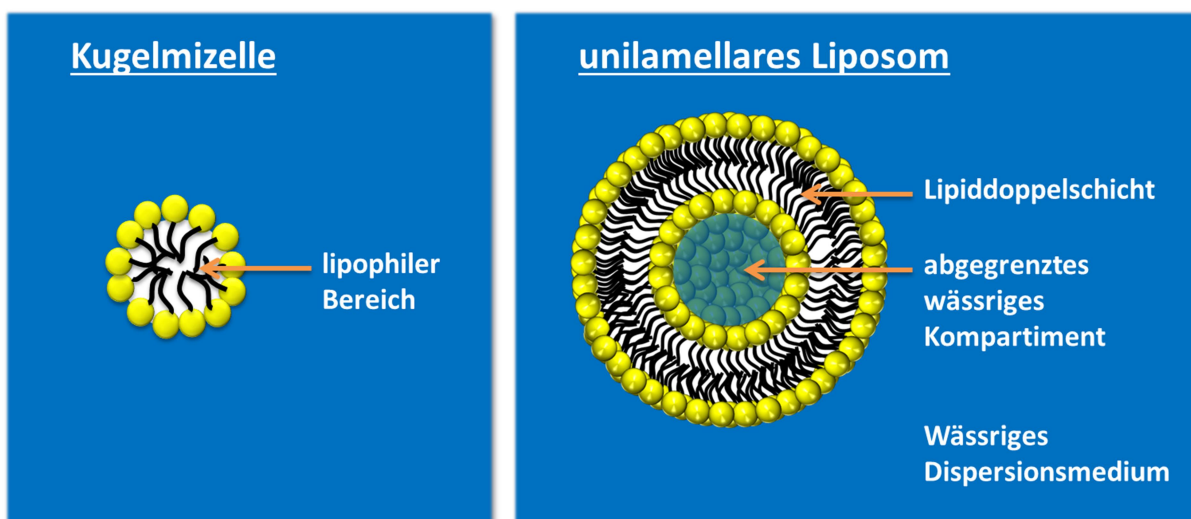 Kugelmizelle
lipophiler
Bereich
unilamellares Liposom
Lipiddoppelschicht
abgegrenztes
wässriges
Kompartiment
Wässriges
Dispersionsmedium